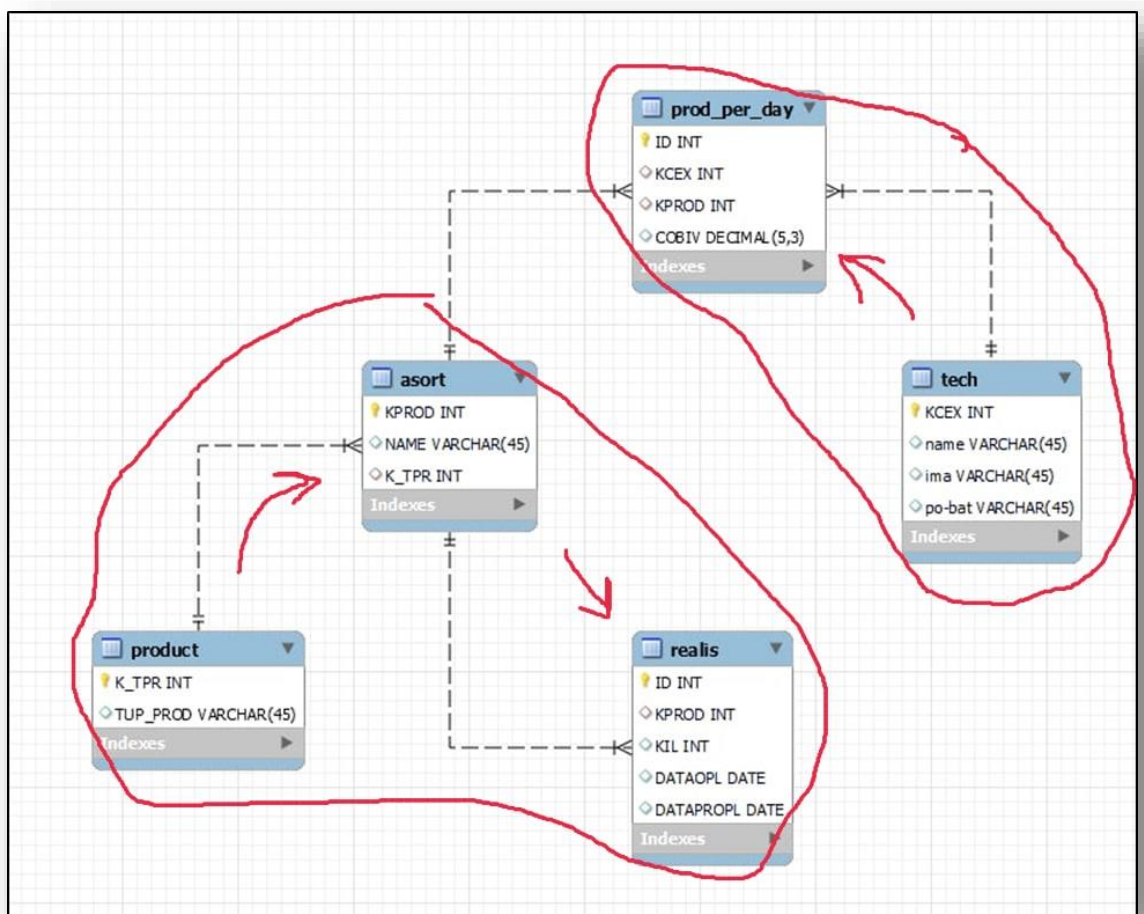 prod_per_day
ID INT
KCEX INT
KPROD INT
COBIV DECIMAL(5,3)
Indexes
asort
KPROD INT
NAME VARCHAR(45)
K_TPR INT
Indexes
tech
KCEX INT
name VARCHAR(45)
ima VARCHAR(45)
po-bat VARCHAR(45)
Indexes
product
K_TPR INT
TUP_PROD VARCHAR(45)
Indexes
realis
ID INT
KPROD INT
KIL INT
DATAOPL DATE
DATAPROPL DATE
Indexes